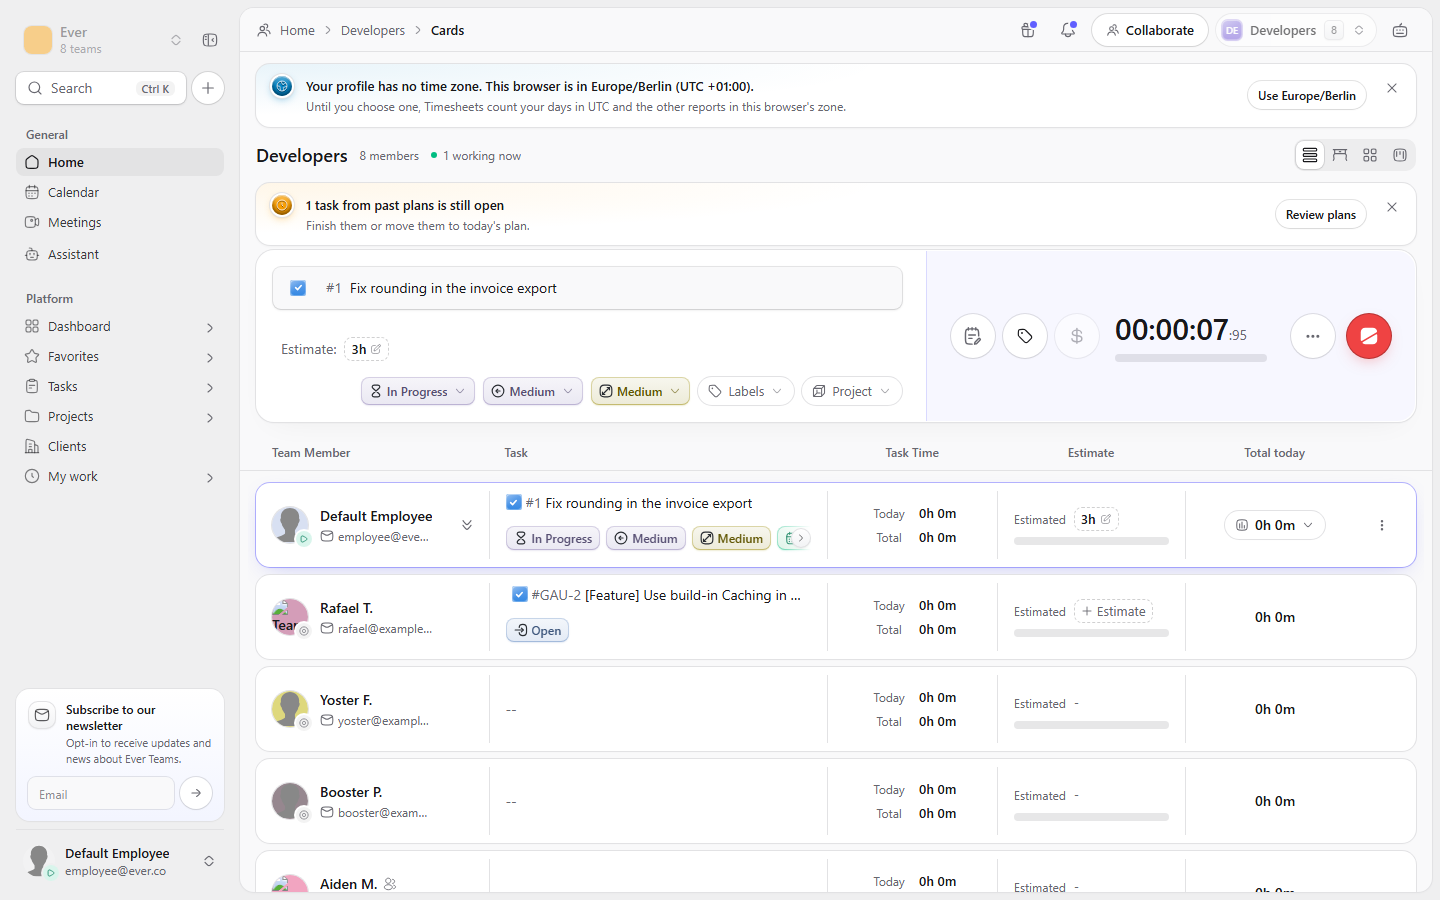 Ever
8 teams
Search
Ctrl K
General
Home
Calendar
Meetings
Assistant
Platform
Dashboard
Favorites
Tasks
Projects
Clients
My work
Subscribe to our newsletter
Opt-in to receive updates and news about Ever Teams.
Email
Default Employee
employee@ever.co
Home
Developers
Cards
Collaborate
DE
Developers
8
Your profile has no time zone. This browser is in Europe/Berlin (UTC +01:00).
Until you choose one, Timesheets count your days in UTC and the other reports in this browser's zone.
Use Europe/Berlin
Developers
8 members
1 working now
1 task from past plans is still open
Finish them or move them to today's plan.
Review plans
#1 Fix rounding in the invoice export
Estimate: 3h
In Progress
Medium
Medium
Labels
Project
00:00:07:95
Team Member
Task
Task Time
Estimate
Total today
Default Employee
employee@eve...
#1 Fix rounding in the invoice export
In Progress
Medium
Medium
Today 0h 0m
Total 0h 0m
Estimated 3h
0h 0m
Rafael T.
rafael@example...
#GAU-2 [Feature] Use build-in Caching in ...
Open
Today 0h 0m
Total 0h 0m
Estimated + Estimate
0h 0m
Yoster F.
yoster@exampl...
--
Today 0h 0m
Total 0h 0m
Estimated -
0h 0m
Booster P.
booster@exam...
--
Today 0h 0m
Total 0h 0m
Estimated -
0h 0m
Aiden M.
Today 0h 0m
Estimated -
0h 0m